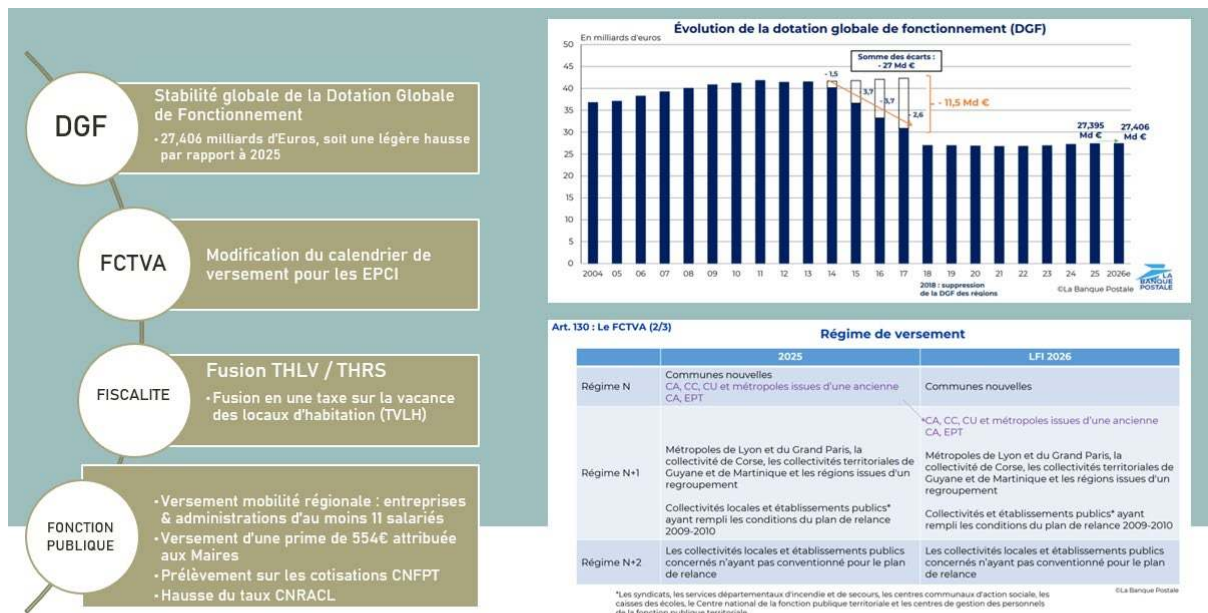 DGF
Stabilité globale de la Dotation Globale
de Fonctionnement
• 27,406 milliards d'Euros, soit une légère hausse
par rapport à 2025
FCTVA
Modification du calendrier de
versement pour les EPCI
FISCALITE
Fusion THLV / THRS
• Fusion en une taxe sur la vacance
des locaux d'habitation (TVLH)
FONCTION
PUBLIQUE
• Versement mobilité régionale : entreprises
& administrations d'au moins 11 salariés
• Versement d'une prime de 554€ attribuée
aux Maires
• Prélèvement sur les cotisations CNFPT
• Hausse du taux CNRACL
Évolution de la dotation globale de fonctionnement (DGF)
En milliards d'euros
50
45
40
35
30
25
20
15
10
5
0
Somme des écarts :
- 27 Md €
- 1,5
- 3,7
- 3,7
- 2,6
- 11,5 Md €
27,395
Md €
27,406
Md €
2004 05 06 07 08 09 10 11 12 13 14 15 16 17 18 19 20 21 22 23 24 25 2026e
2018 : suppression
de la DGF des régions
©La Banque Postale
LA
BANQUE
POSTALE
Art. 130 : Le FCTVA (2/3)
Régime de versement
2025 LFI 2026
Régime N
Communes nouvelles
CA, CC, CU et métropoles issues d'une ancienne
CA, EPT
Communes nouvelles
Régime N+1
Métropoles de Lyon et du Grand Paris, la
collectivité de Corse, les collectivités territoriales de
Guyane et de Martinique et les régions issues d'un
regroupement
Collectivités locales et établissements publics*
ayant rempli les conditions du plan de relance
2009-2010
CA, CC, CU et métropoles issues d'une ancienne
CA, EPT
Métropoles de Lyon et du Grand Paris, la
collectivité de Corse, les collectivités territoriales de
Guyane et de Martinique et les régions issues d'un
regroupement
Collectivités et établissements publics* ayant
rempli les conditions du plan de relance 2009-2010
Régime N+2
Les collectivités locales et établissements publics
concernés n'ayant pas conventionné pour le plan
de relance
Les collectivités locales et établissements publics
concernés n'ayant pas conventionné pour le plan
de relance
*Les syndicats, les services départementaux d'incendie et de secours, les centres communaux d'action sociale, les
caisses des écoles, le Centre national de la fonction publique territoriale et les centres de gestion des personnels
de la fonction publique territoriale
©La Banque Postale